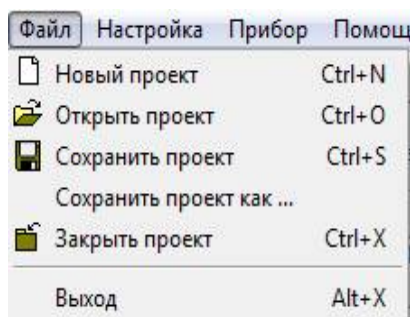 Файл Настройка Прибор
Новый проект Ctrl+N
Открыть проект Ctrl+O
Сохранить проект Ctrl+S
Сохранить проект как ...
Закрыть проект Ctrl+X
Выход Alt+X